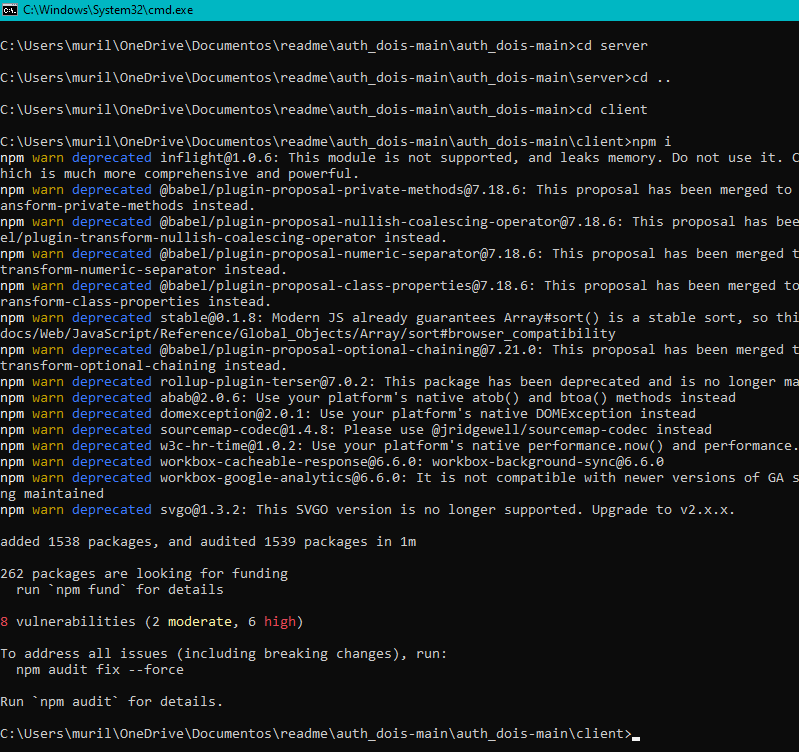 C:\Windows\System32\cmd.exe
C:\Users\muril\OneDrive\Documentos\readme\auth_dois-main\auth_dois-main>cd server
C:\Users\muril\OneDrive\Documentos\readme\auth_dois-main\auth_dois-main\server>cd ..
C:\Users\muril\OneDrive\Documentos\readme\auth_dois-main\auth_dois-main>cd client
C:\Users\muril\OneDrive\Documentos\readme\auth_dois-main\auth_dois-main\client>npm i
npm warn deprecated inflight@1.0.6: This module is not supported, and leaks memory. Do not use it. C
hich is much more comprehensive and powerful.
npm warn deprecated @babel/plugin-proposal-private-methods@7.18.6: This proposal has been merged to
ansform-private-methods instead.
npm warn deprecated @babel/plugin-proposal-nullish-coalescing-operator@7.18.6: This proposal has bee
el/plugin-transform-nullish-coalescing-operator instead.
npm warn deprecated @babel/plugin-proposal-numeric-separator@7.18.6: This proposal has been merged t
transform-numeric-separator instead.
npm warn deprecated @babel/plugin-proposal-class-properties@7.18.6: This proposal has been merged to
ransform-class-properties instead.
npm warn deprecated stable@0.1.8: Modern JS already guarantees Array#sort() is a stable sort, so thi
docs/Web/JavaScript/Reference/Global_Objects/Array/sort#browser_compatibility
npm warn deprecated @babel/plugin-proposal-optional-chaining@7.21.0: This proposal has been merged t
transform-optional-chaining instead.
npm warn deprecated rollup-plugin-terser@7.0.2: This package has been deprecated and is no longer ma
npm warn deprecated abab@2.0.6: Use your platform's native atob() and btoa() methods instead
npm warn deprecated domexception@2.0.1: Use your platform's native DOMException instead
npm warn deprecated sourcemap-codec@1.4.8: Please use @jridgewell/sourcemap-codec instead
npm warn deprecated w3c-hr-time@1.0.2: Use your platform's native performance.now() and performance.
npm warn deprecated workbox-cacheable-response@6.6.0: workbox-background-sync@6.6.0
npm warn deprecated workbox-google-analytics@6.6.0: It is not compatible with newer versions of GA s
ng maintained
npm warn deprecated svgo@1.3.2: This SVGO version is no longer supported. Upgrade to v2.x.x.
added 1538 packages, and audited 1539 packages in 1m
262 packages are looking for funding
run `npm fund` for details
8 vulnerabilities (2 moderate, 6 high)
To address all issues (including breaking changes), run:
npm audit fix --force
Run `npm audit` for details.
C:\Users\muril\OneDrive\Documentos\readme\auth_dois-main\auth_dois-main\client>